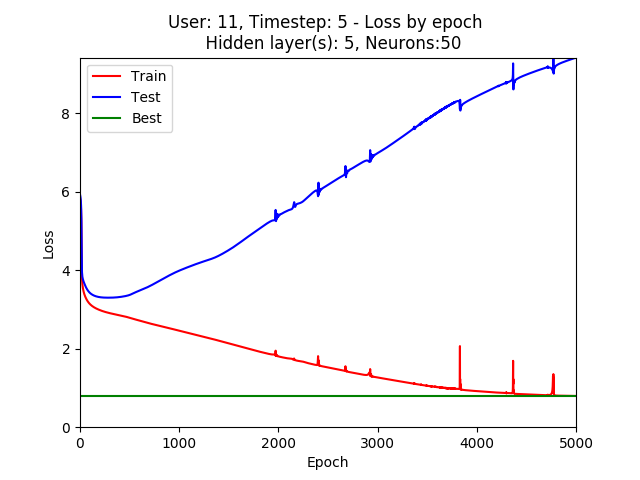 User: 11, Timestep: 5 - Loss by epoch
Hidden layer(s): 5, Neurons:50
Train
Test
Best
8
6
4
2
0
Loss
0
1000
2000
3000
4000
5000
Epoch